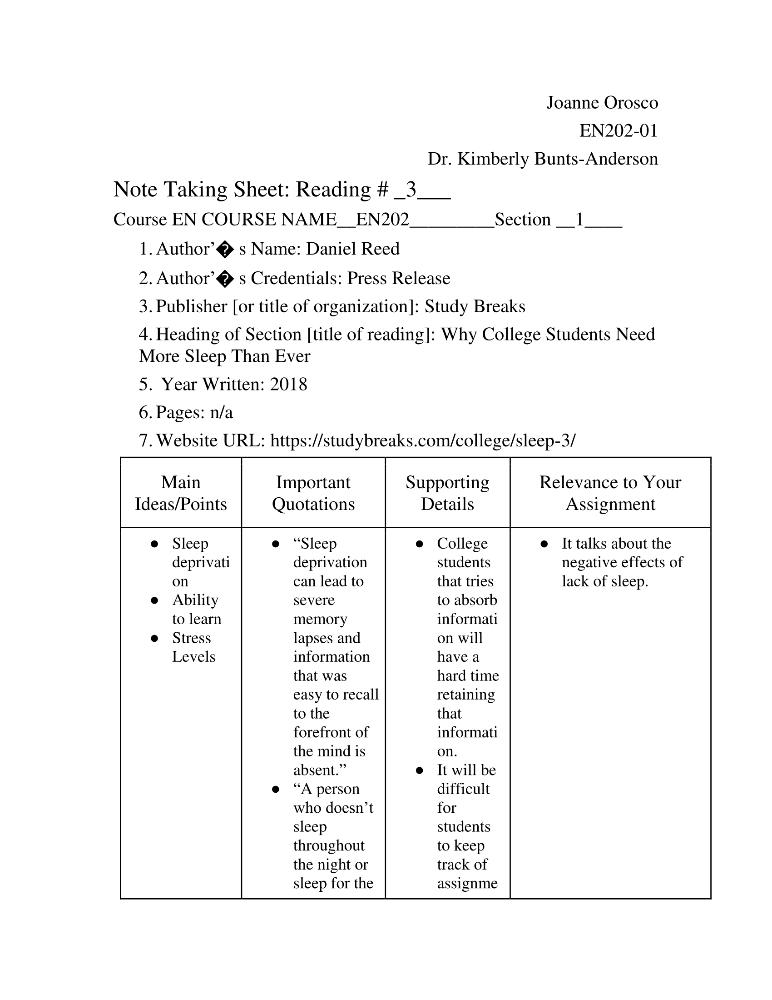 Joanne Orosco
EN202-01
Dr. Kimberly Bunts-Anderson
Note Taking Sheet: Reading # _3___
Course EN COURSE NAME__EN202_________Section __1____
1. Author’� s Name: Daniel Reed
2. Author’� s Credentials: Press Release
3. Publisher [or title of organization]: Study Breaks
4. Heading of Section [title of reading]: Why College Students Need
More Sleep Than Ever
5. Year Written: 2018
6. Pages: n/a
7. Website URL: https://studybreaks.com/college/sleep-3/
Main
Ideas/Points
Important
Quotations
Supporting
Details
Relevance to Your
Assignment
● Sleep
deprivati
on
● Ability
to learn
● Stress
Levels
● “Sleep
deprivation
can lead to
severe
memory
lapses and
information
that was
easy to recall
to the
forefront of
the mind is
absent.”
● “A person
who doesn’t
sleep
throughout
the night or
sleep for the
● College
students
that tries
to absorb
informati
on will
have a
hard time
retaining
that
informati
on.
● It will be
difficult
for
students
to keep
track of
assignme
● It talks about the
negative effects of
lack of sleep.